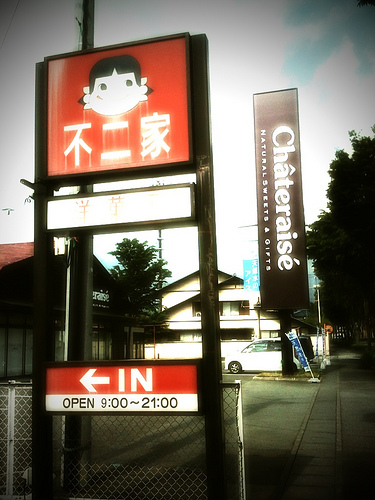 不二家
←IN
OPEN 9:00～21:00
Châteraisé
NATURAL SWEETS & GIFTS